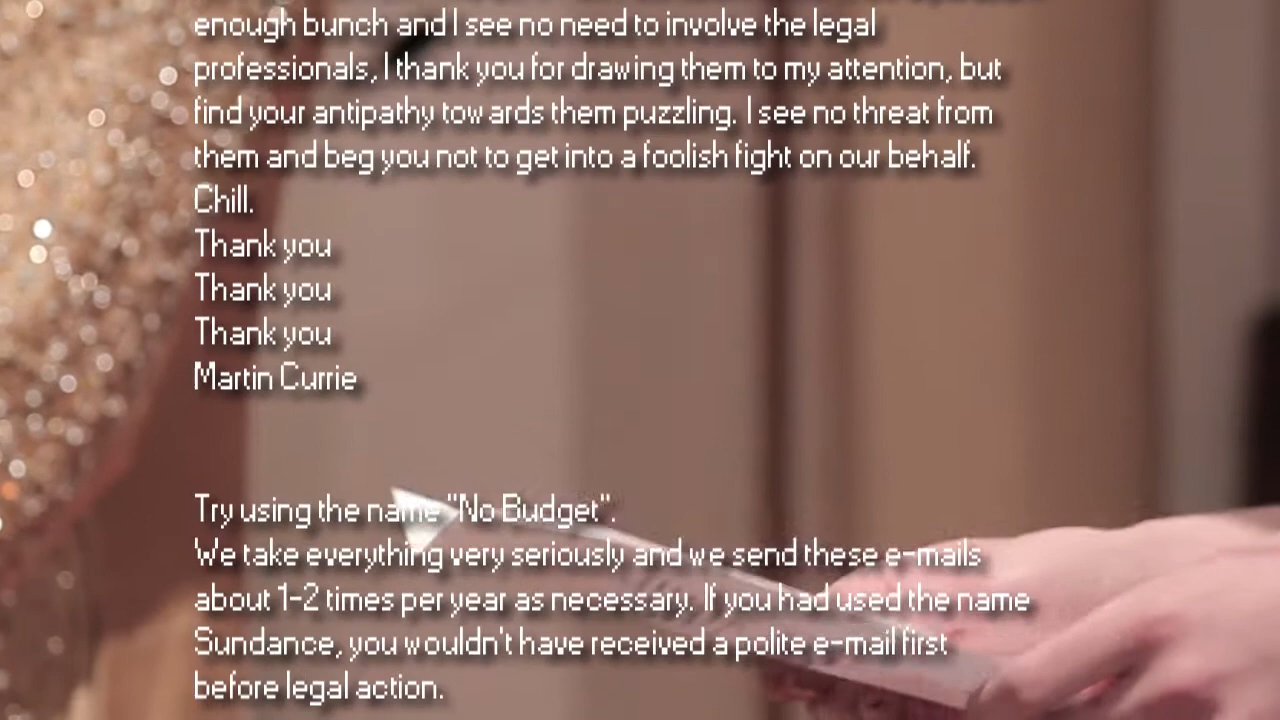 enough bunch and I see no need to involve the legal
professionals, I thank you for drawing them to my attention, but
find your antipathy towards them puzzling. I see no threat from
them and beg you not to get into a foolish fight on our behalf.
Chill.
Thank you
Thank you
Thank you
Martin Currie
Try using the name "No Budget".
We take everything very seriously and we send these e-mails
about 1-2 times per year as necessary. If you had used the name
Sundance, you wouldn't have received a polite e-mail first
before legal action.